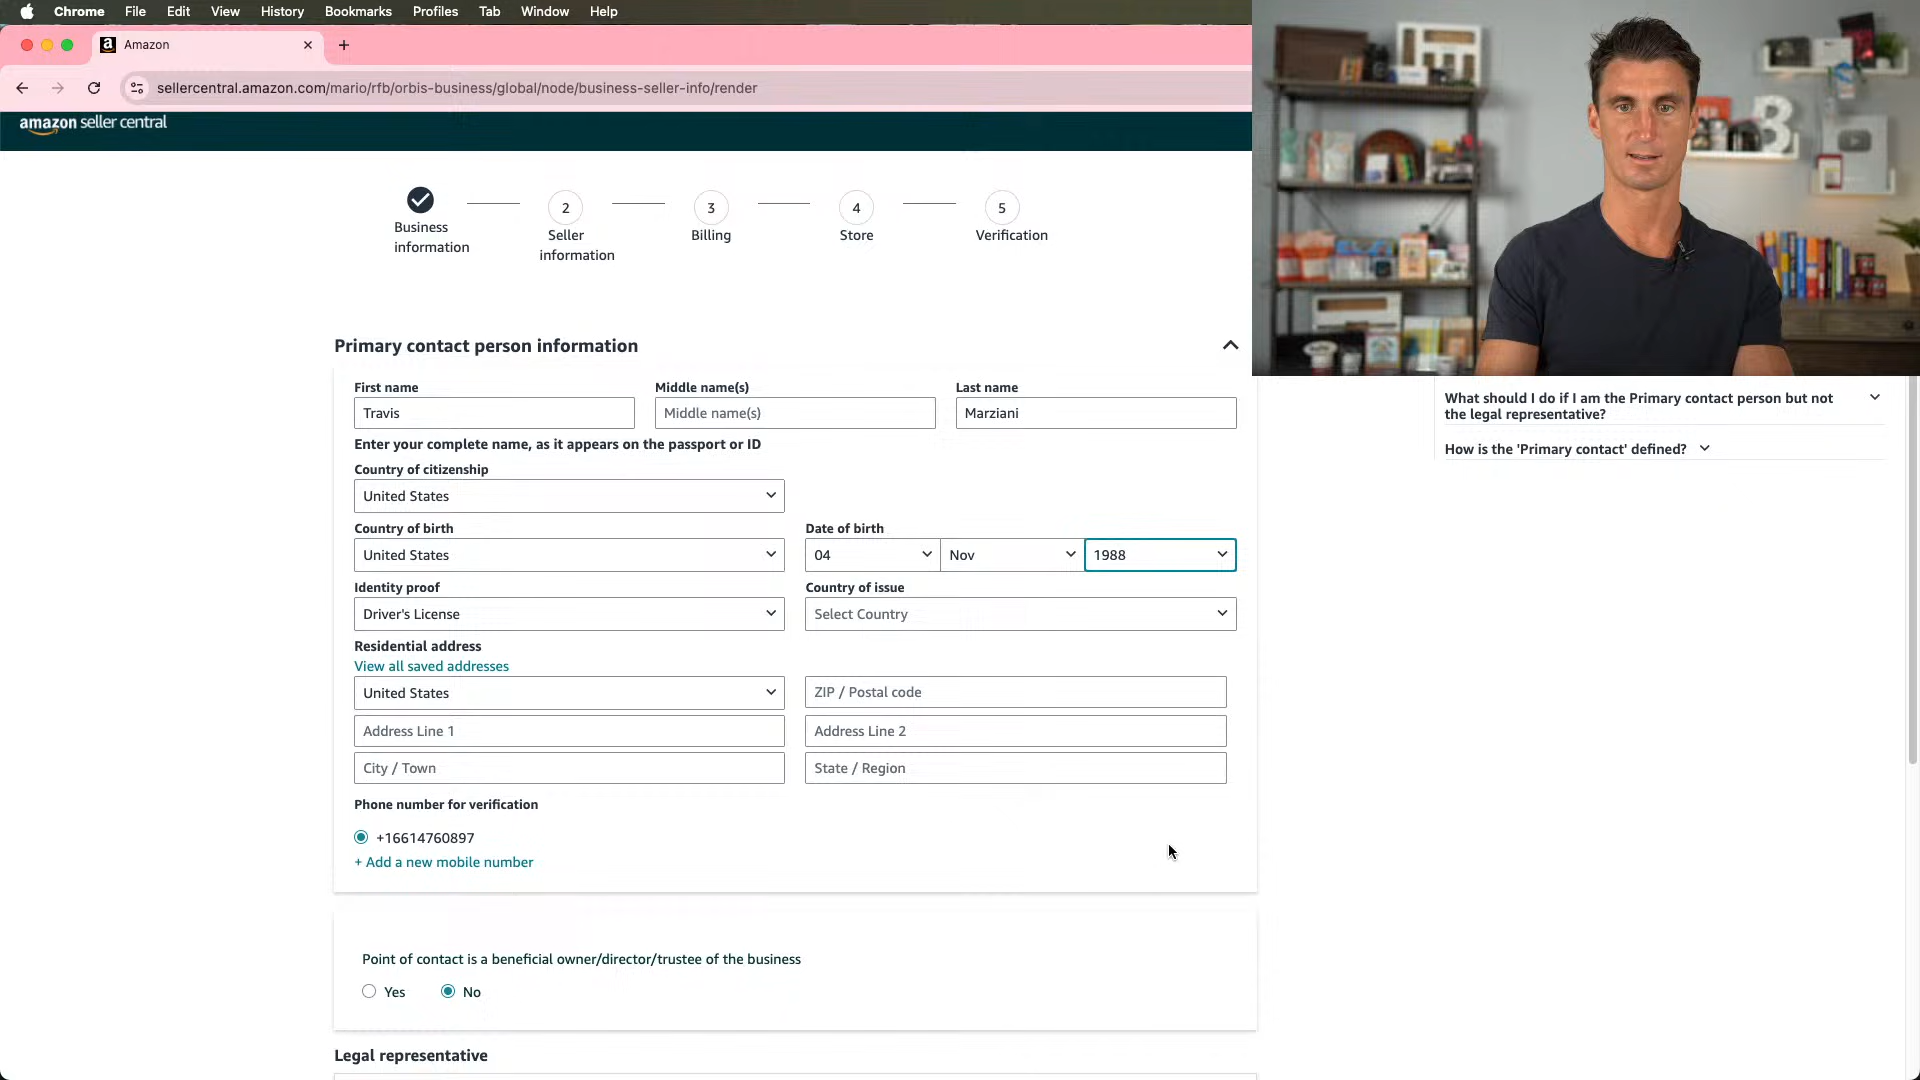 Chrome File Edit View History Bookmarks Profiles Tab Window Help
a Amazon
sellercentral.amazon.com/mario/rfb/orbis-business/global/node/business-seller-info/render
amazon seller central
2 3 4 5
Business information
Seller information
Billing
Store
Verification
Primary contact person information
First name Middle name(s) Last name
Travis Middle name(s) Marziani
Enter your complete name, as it appears on the passport or ID
Country of citizenship
United States
Country of birth Date of birth
United States 04 Nov 1988
Identity proof Country of issue
Driver's License Select Country
Residential address
View all saved addresses
United States ZIP / Postal code
Address Line 1 Address Line 2
City / Town State / Region
Phone number for verification
+16614760897
+ Add a new mobile number
Point of contact is a beneficial owner/director/trustee of the business
Yes No
Legal representative
What should I do if I am the Primary contact person but not
the legal representative?
How is the 'Primary contact' defined?
B